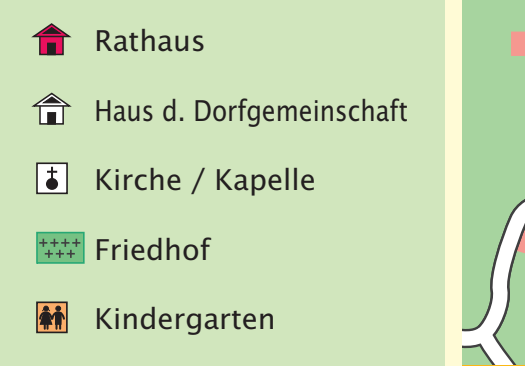 Rathaus
Haus d. Dorfgemeinschaft
Kirche / Kapelle
Friedhof
Kindergarten